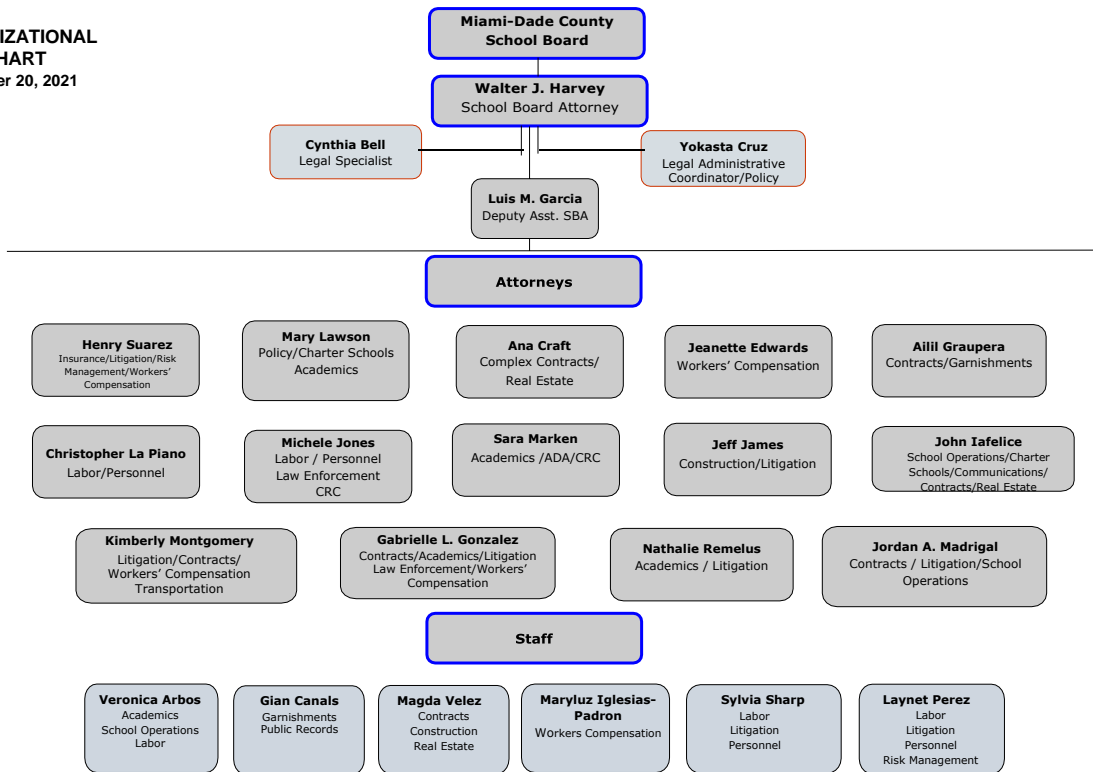 IZATIONAL
HART
er 20, 2021
Miami-Dade County
School Board
Walter J. Harvey
School Board Attorney
Cynthia Bell
Legal Specialist
Yokasta Cruz
Legal Administrative
Coordinator/Policy
Luis M. Garcia
Deputy Asst. SBA
Attorneys
Henry Suarez
Insurance/Litigation/Risk
Management/Workers’
Compensation
Mary Lawson
Policy/Charter Schools
Academics
Ana Craft
Complex Contracts/
Real Estate
Jeanette Edwards
Workers’ Compensation
Ailil Graupera
Contracts/Garnishments
Christopher La Piano
Labor/Personnel
Michele Jones
Labor / Personnel
Law Enforcement
CRC
Sara Marken
Academics /ADA/CRC
Jeff James
Construction/Litigation
John Iafelice
School Operations/Charter
Schools/Communications/
Contracts/Real Estate
Kimberly Montgomery
Litigation/Contracts/
Workers’ Compensation
Transportation
Gabrielle L. Gonzalez
Contracts/Academics/Litigation
Law Enforcement/Workers’
Compensation
Nathalie Remelus
Academics / Litigation
Jordan A. Madrigal
Contracts / Litigation/School
Operations
Staff
Veronica Arbos
Academics
School Operations
Labor
Gian Canals
Garnishments
Public Records
Magda Velez
Contracts
Construction
Real Estate
Maryluz Iglesias-
Padron
Workers Compensation
Sylvia Sharp
Labor
Litigation
Personnel
Laynet Perez
Labor
Litigation
Personnel
Risk Management